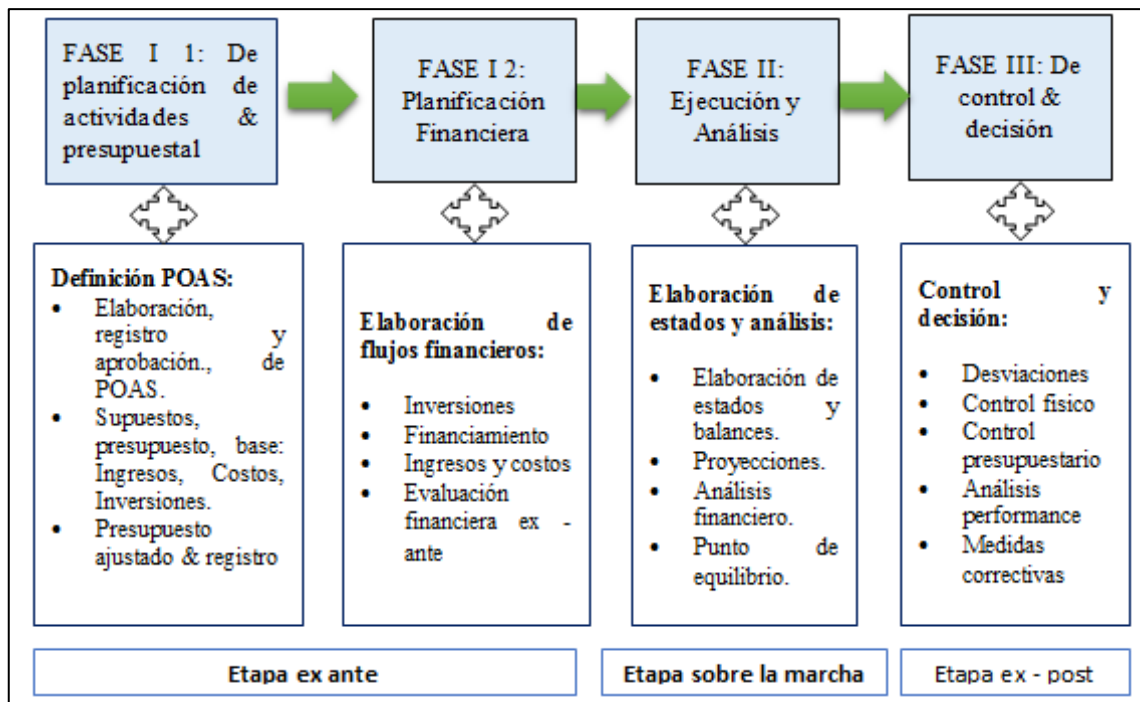 FASE I 1: De
planificación de
actividades &
presupuestal
FASE I 2:
Planificación
Financiera
FASE II:
Ejecución y
Análisis
FASE III: De
control &
decisión
Definición POAS:
• Elaboración,
registro y
aprobación., de
POAS.
• Supuestos,
presupuesto, base:
Ingresos, Costos,
Inversiones.
• Presupuesto
ajustado & registro
Elaboración de
flujos financieros:
• Inversiones
• Financiamiento
• Ingresos y costos
• Evaluación
financiera ex -
ante
Elaboración de
estados y análisis:
• Elaboración de
estados y
balances.
• Proyecciones.
• Análisis
financiero.
• Punto de
equilibrio.
Control y
decisión:
• Desviaciones
• Control físico
• Control
presupuestario
• Análisis
performance
• Medidas
correctivas
Etapa ex ante
Etapa sobre la marcha
Etapa ex - post